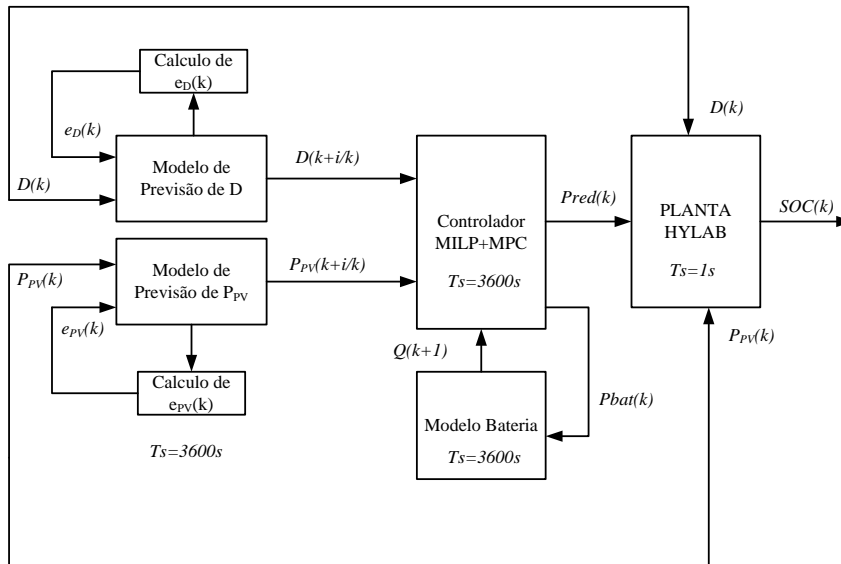 Calculo de
e_D(k)
e_D(k)
D(k)
Modelo de
Previsão de D
D(k+i/k)
D(k)
Controlador
MILP+MPC
Ts=3600s
Pred(k)
PLANTA
HYLAB
Ts=1s
SOC(k)
P_PV(k)
e_PV(k)
Modelo de
Previsão de P_PV
P_PV(k+i/k)
Calculo de
e_PV(k)
Ts=3600s
Q(k+1)
Modelo Bateria
Ts=3600s
Pbat(k)
P_PV(k)